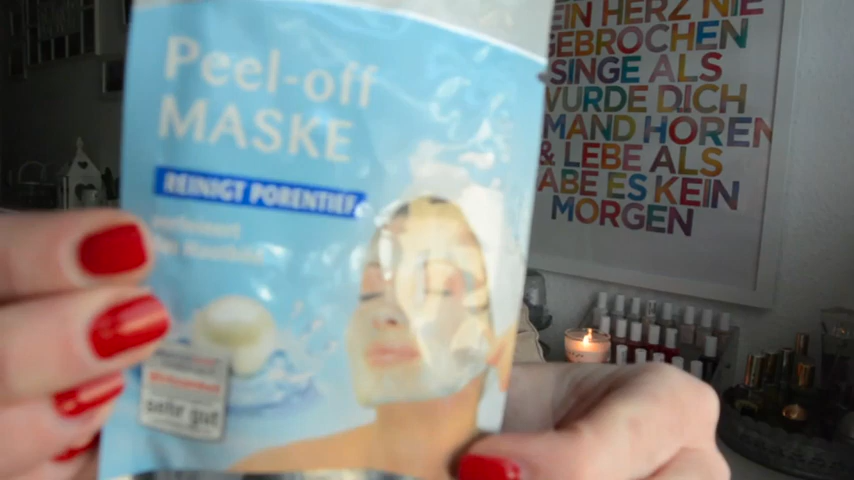 Peel-off
MASKE
REINIGT PORENTIEF
sehr gut
EIN HERZ NIE
GEBROCHEN
SINGE ALS
WÜRDE DICH
MAND HÖREN
& LEBE ALS
ABE ES KEIN
MORGEN